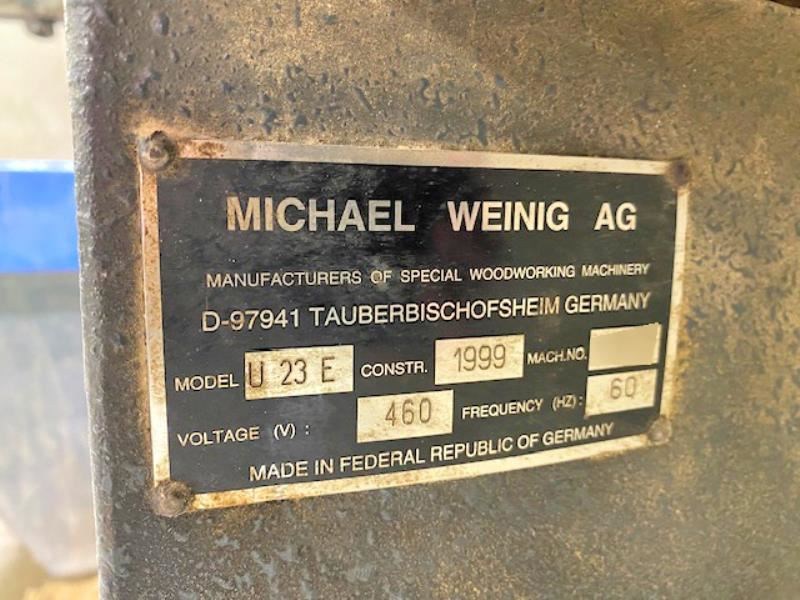 MICHAEL WEINIG AG
MANUFACTURERS OF SPECIAL WOODWORKING MACHINERY
D-97941 TAUBERBISCHOFSHEIM GERMANY
MODEL U 23 E CONSTR. 1999 MACH.NO.
VOLTAGE (V) : 460 FREQUENCY (HZ) : 60
MADE IN FEDERAL REPUBLIC OF GERMANY